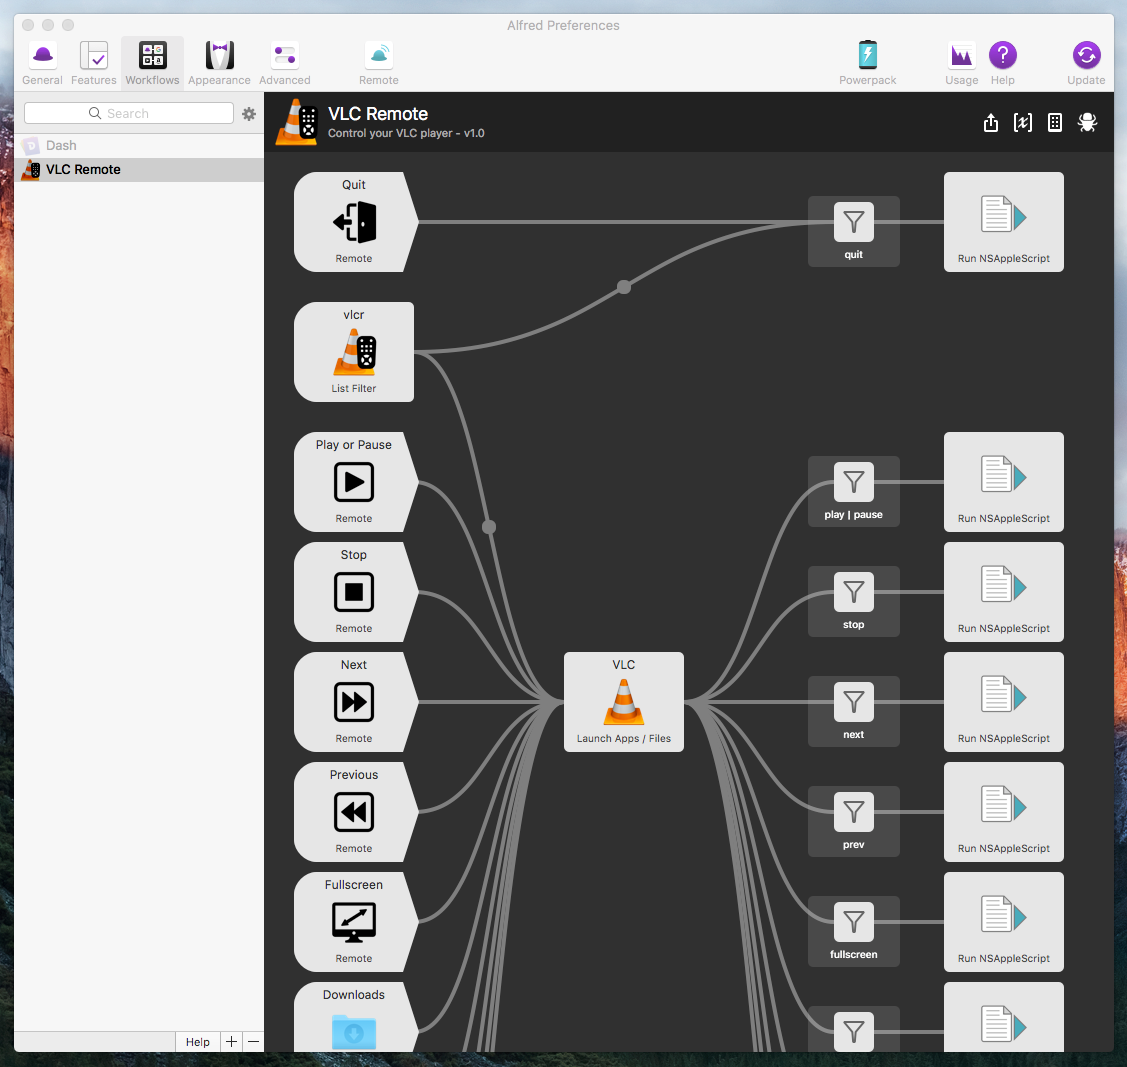 Alfred Preferences
General
Features
Workflows
Appearance
Advanced
Remote
Powerpack
Usage
Help
Update
Search
Dash
VLC Remote
VLC Remote
Control your VLC player - v1.0
Quit
Remote
quit
Run NSAppleScript
vlcr
List Filter
Play or Pause
Remote
play | pause
Run NSAppleScript
Stop
Remote
stop
Run NSAppleScript
Next
Remote
VLC
Launch Apps / Files
next
Run NSAppleScript
Previous
Remote
prev
Run NSAppleScript
Fullscreen
Remote
fullscreen
Run NSAppleScript
Downloads
Help